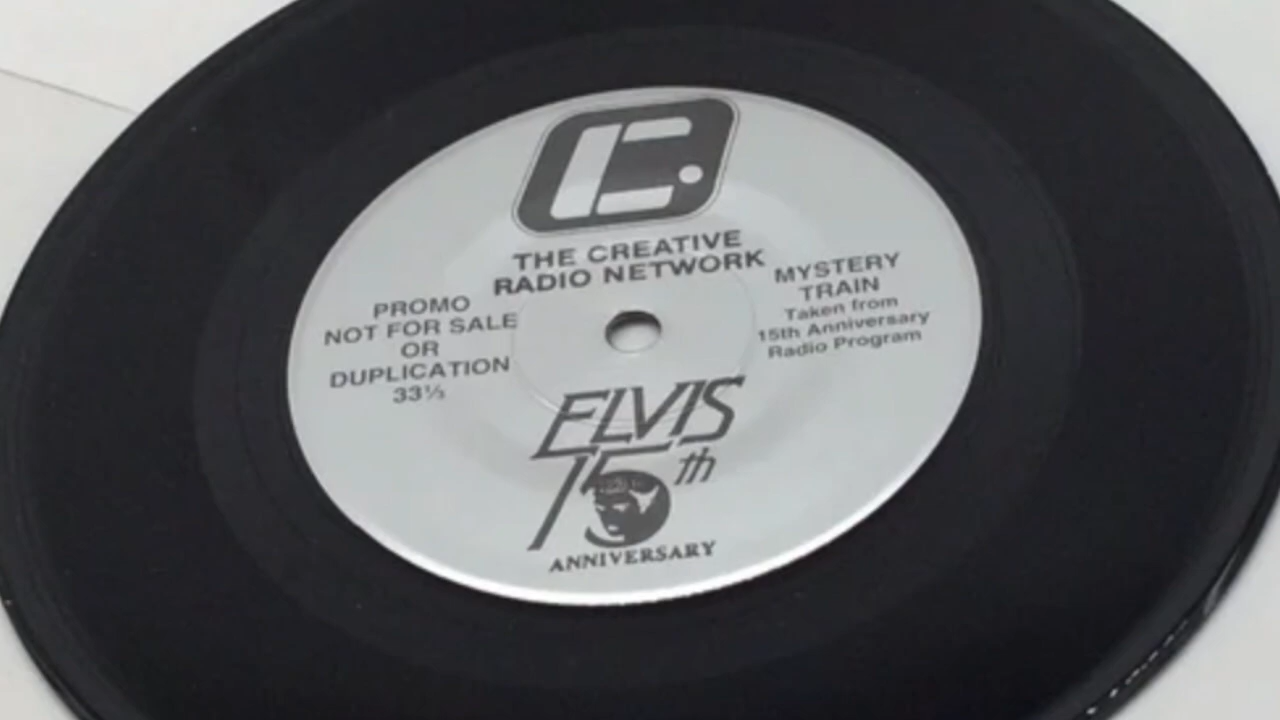 THE CREATIVE
RADIO NETWORK
PROMO
NOT FOR SALE
OR
DUPLICATION
33⅓
MYSTERY
TRAIN
Taken from
15th Anniversary
Radio Program
ELVIS
15th
ANNIVERSARY